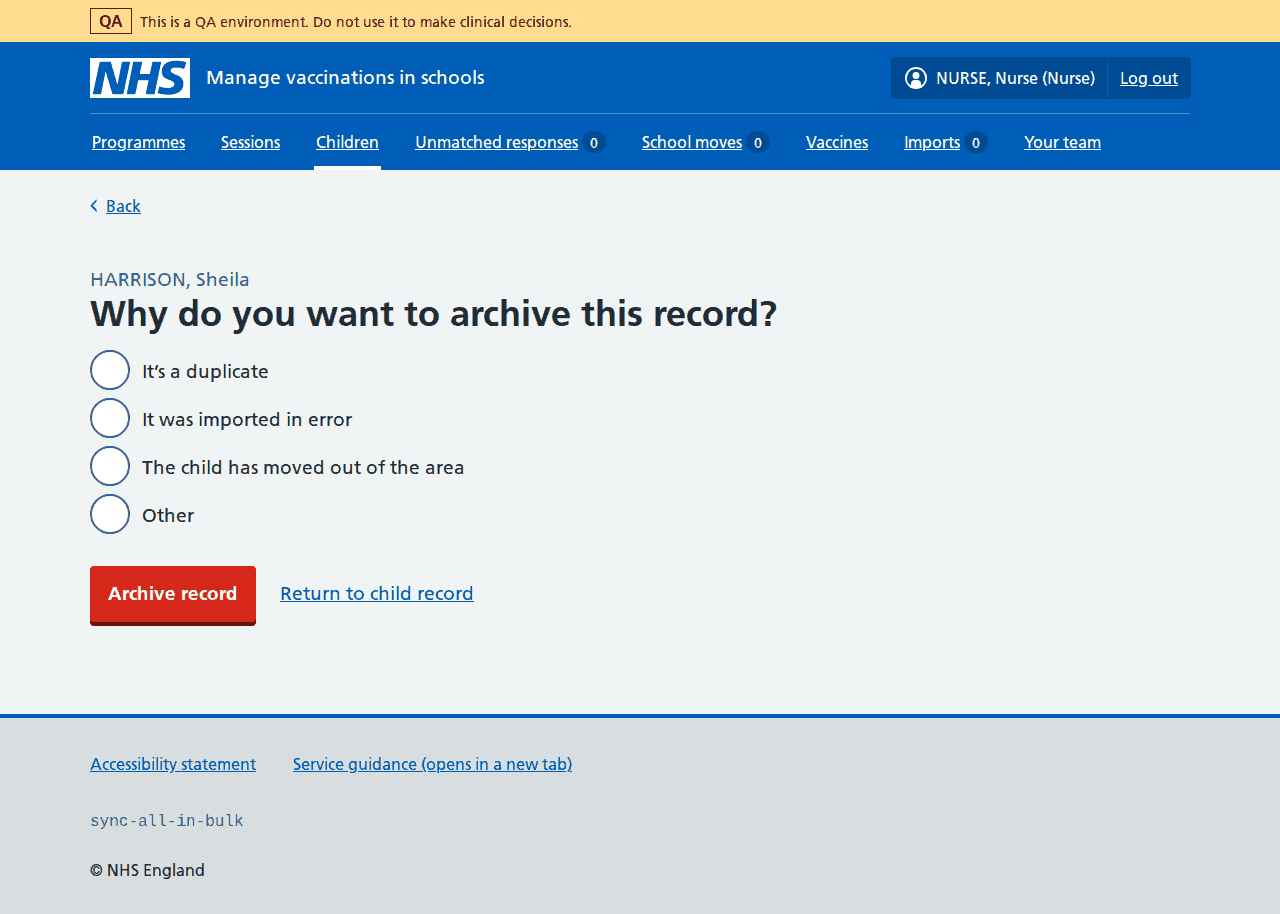 QA This is a QA environment. Do not use it to make clinical decisions.
NHS Manage vaccinations in schools NURSE, Nurse (Nurse) Log out
Programmes Sessions Children Unmatched responses 0 School moves 0 Vaccines Imports 0 Your team
Back
HARRISON, Sheila
Why do you want to archive this record?
It’s a duplicate
It was imported in error
The child has moved out of the area
Other
Archive record Return to child record
Accessibility statement Service guidance (opens in a new tab)
sync-all-in-bulk
© NHS England